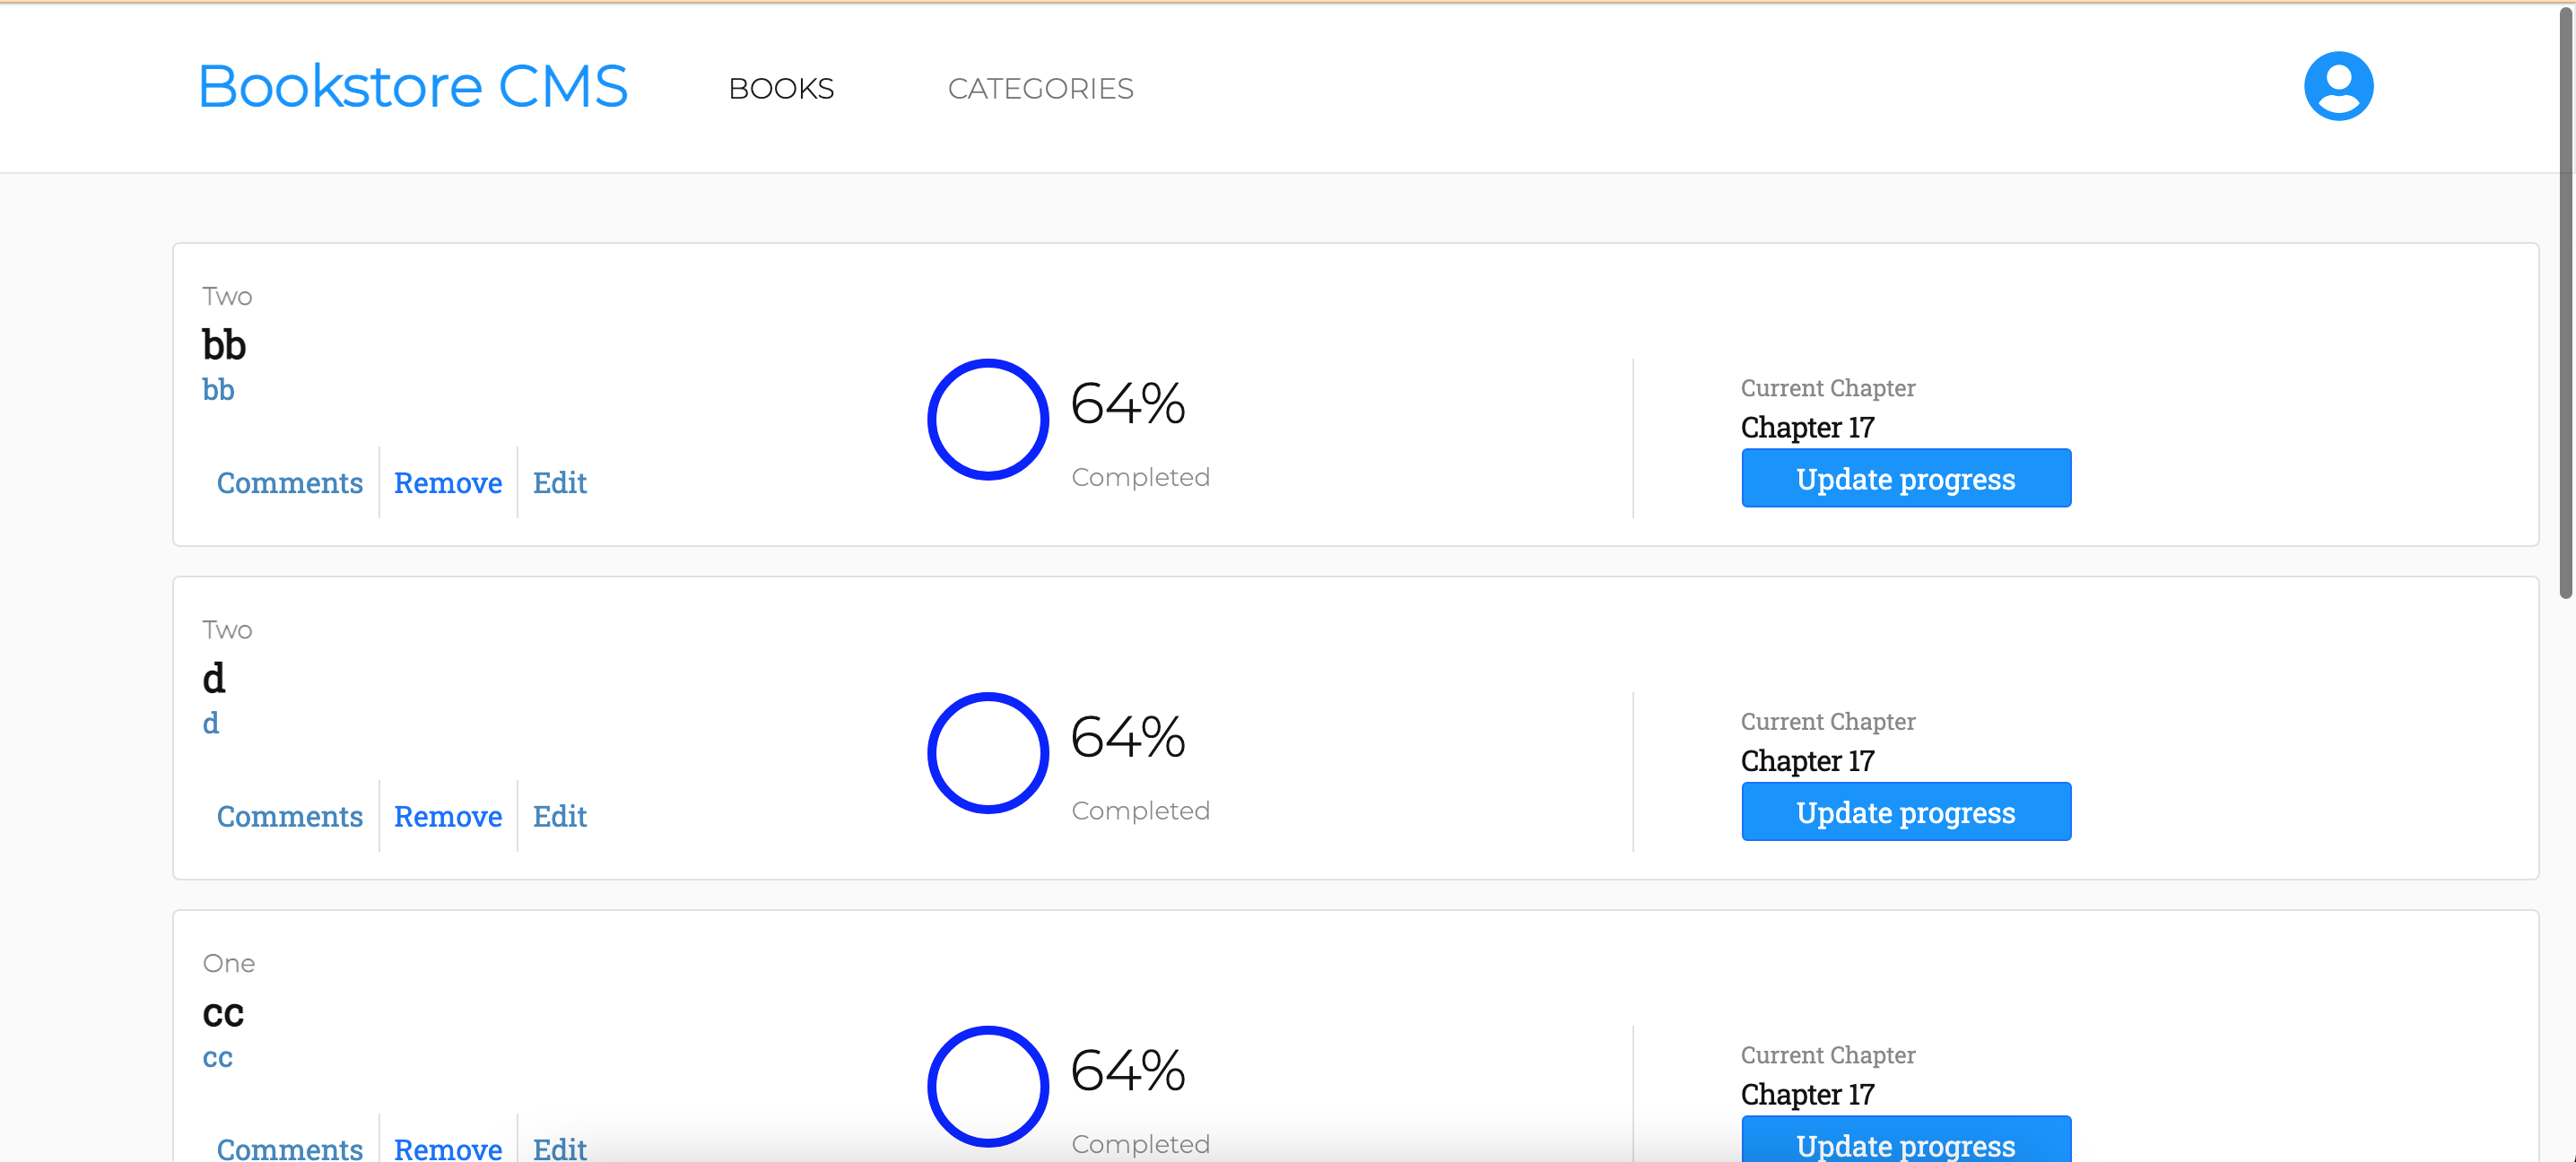 Bookstore CMS BOOKS CATEGORIES
Two
bb
bb
Comments Remove Edit
64%
Completed
Current Chapter
Chapter 17
Update progress
Two
d
d
Comments Remove Edit
64%
Completed
Current Chapter
Chapter 17
Update progress
One
cc
cc
Comments Remove Edit
64%
Completed
Current Chapter
Chapter 17
Update progress